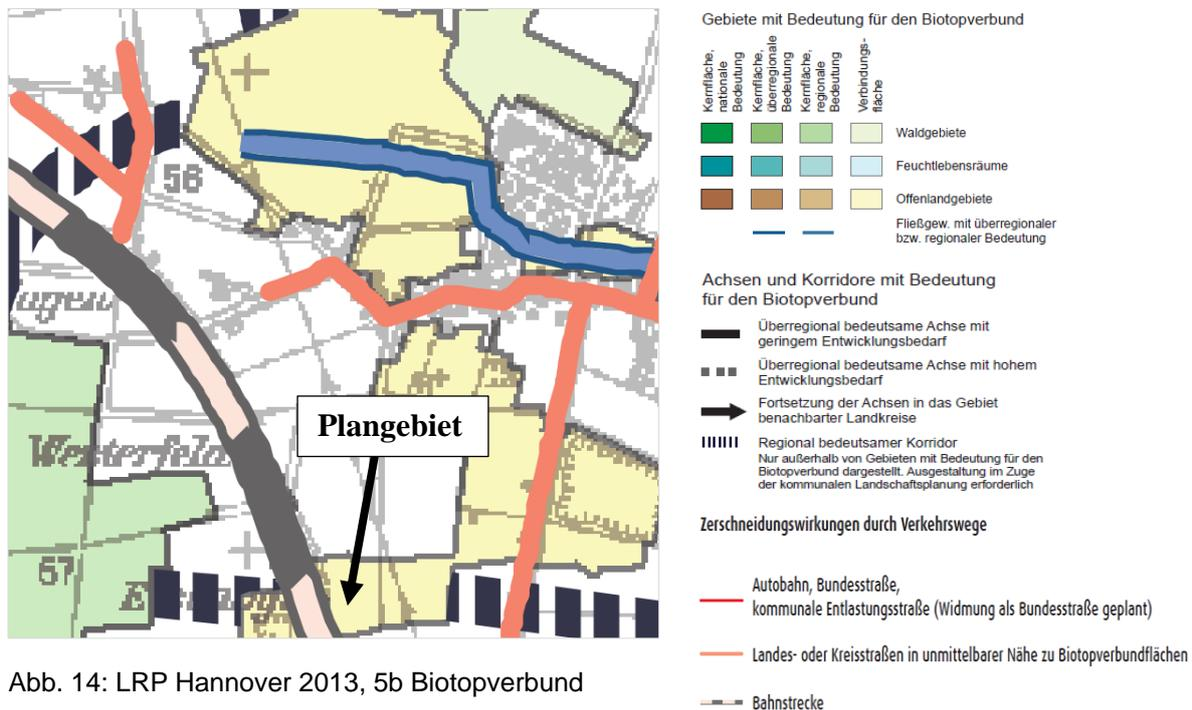 58
Plangebiet
Westerfeld
67
Abb. 14: LRP Hannover 2013, 5b Biotopverbund
Gebiete mit Bedeutung für den Biotopverbund
Kernfläche,
nationale
Bedeutung
Kernfläche,
überregionale
Bedeutung
Kernfläche,
regionale
Bedeutung
Verbindungs-
fläche
Waldgebiete
Feuchtlebensräume
Offenlandgebiete
Fließgew. mit überregionaler
bzw. regionaler Bedeutung
Achsen und Korridore mit Bedeutung
für den Biotopverbund
Überregional bedeutsame Achse mit
geringem Entwicklungsbedarf
Überregional bedeutsame Achse mit hohem
Entwicklungsbedarf
Fortsetzung der Achsen in das Gebiet
benachbarter Landkreise
Regional bedeutsamer Korridor
Nur außerhalb von Gebieten mit Bedeutung für den
Biotopverbund dargestellt. Ausgestaltung im Zuge
der kommunalen Landschaftsplanung erforderlich
Zerschneidungswirkungen durch Verkehrswege
Autobahn, Bundesstraße,
kommunale Entlastungsstraße (Widmung als Bundesstraße geplant)
Landes- oder Kreisstraßen in unmittelbarer Nähe zu Biotopverbundflächen
Bahnstrecke